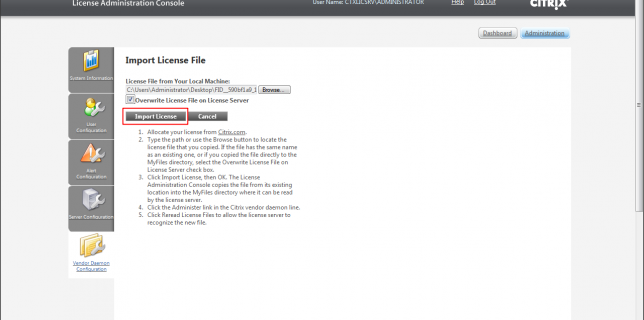 License Administration Console
User Name: CTXLICSRV\ADMINISTRATOR
Help
Log Out
CITRIX
Dashboard
Administration
System Information
User Configuration
Alert Configuration
Server Configuration
Vendor Daemon Configuration
Import License File
License File from Your Local Machine:
C:\Users\Administrator\Desktop\FID__590bf1a9_1
Browse...
Overwrite License File on License Server
Import License
Cancel
1. Allocate your license from Citrix.com.
2. Type the path or use the Browse button to locate the
license file that you copied. If the file has the same name
as an existing one, or if you copied the file directly to the
MyFiles directory, select the Overwrite License File on
License Server check box.
3. Click Import License, then OK. The License
Administration Console copies the file from its existing
location into the MyFiles directory where it can be read
by the license server.
4. Click the Administer link in the Citrix vendor daemon line.
5. Click Reread License Files to allow the license server to
recognize the new file.